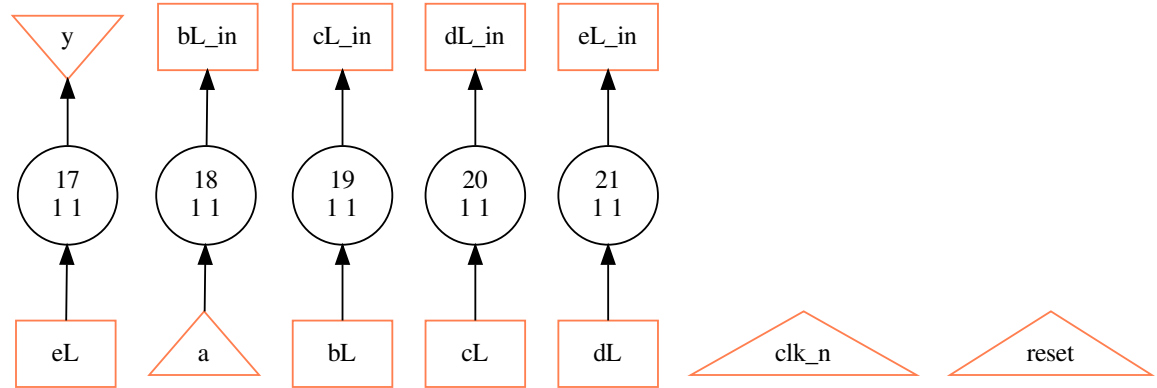 y
bL_in
cL_in
dL_in
eL_in
17
1 1
18
1 1
19
1 1
20
1 1
21
1 1
eL
a
bL
cL
dL
clk_n
reset